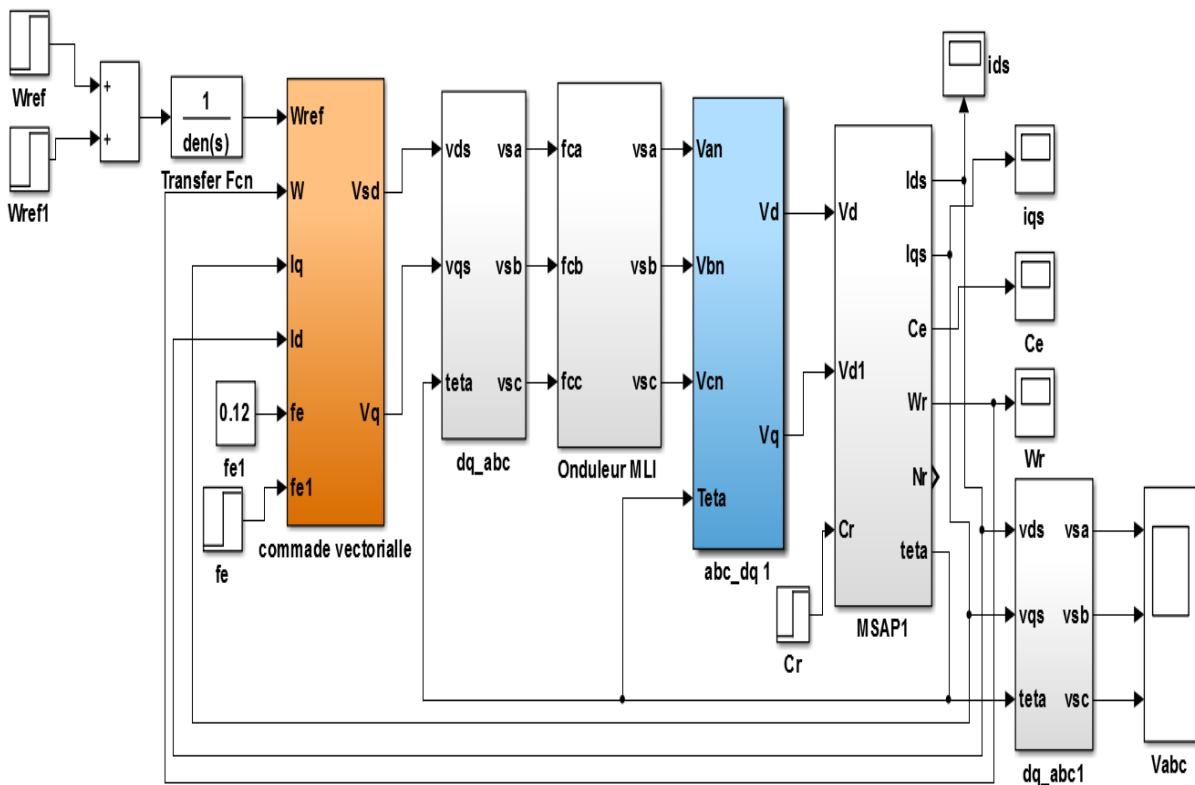 Wref
Wref1
+
+
1
den(s)
Transfer Fcn
Wref
W
Iq
Id
fe
fe1
Vsd
Vq
commade vectorialle
0.12
fe1
fe
vds
vqs
teta
vsa
vsb
vsc
dq_abc
fca
fcb
fcc
vsa
vsb
vsc
Onduleur MLI
Van
Vbn
Vcn
Teta
Vd
Vq
abc_dq 1
Vd
Vd1
Cr
Ids
Iqs
Ce
Wr
Nr
teta
MSAP1
Cr
ids
iqs
Ce
Wr
vds
vqs
teta
vsa
vsb
vsc
dq_abc1
Vabc